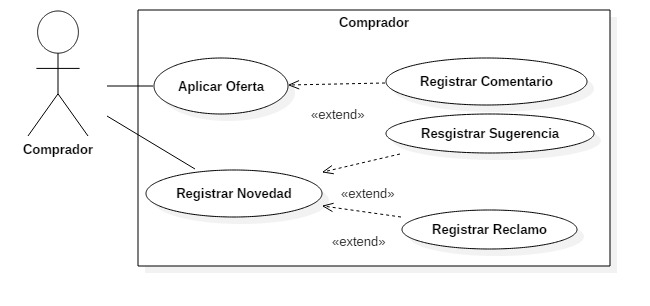 Comprador
Aplicar Oferta
Registrar Comentario
«extend»
Resgistrar Sugerencia
Comprador
Registrar Novedad
«extend»
Registrar Reclamo
«extend»